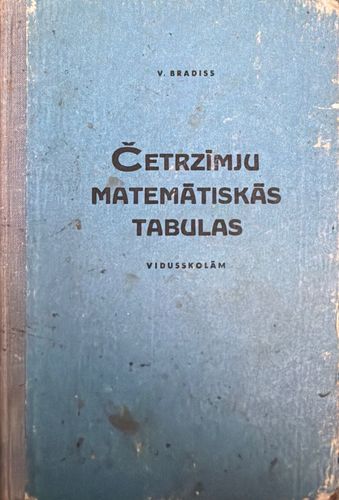 V. BRADISS
ČETRZĪMJU
MATEMĀTISKĀS
TABULAS
VIDUSSKOLĀM